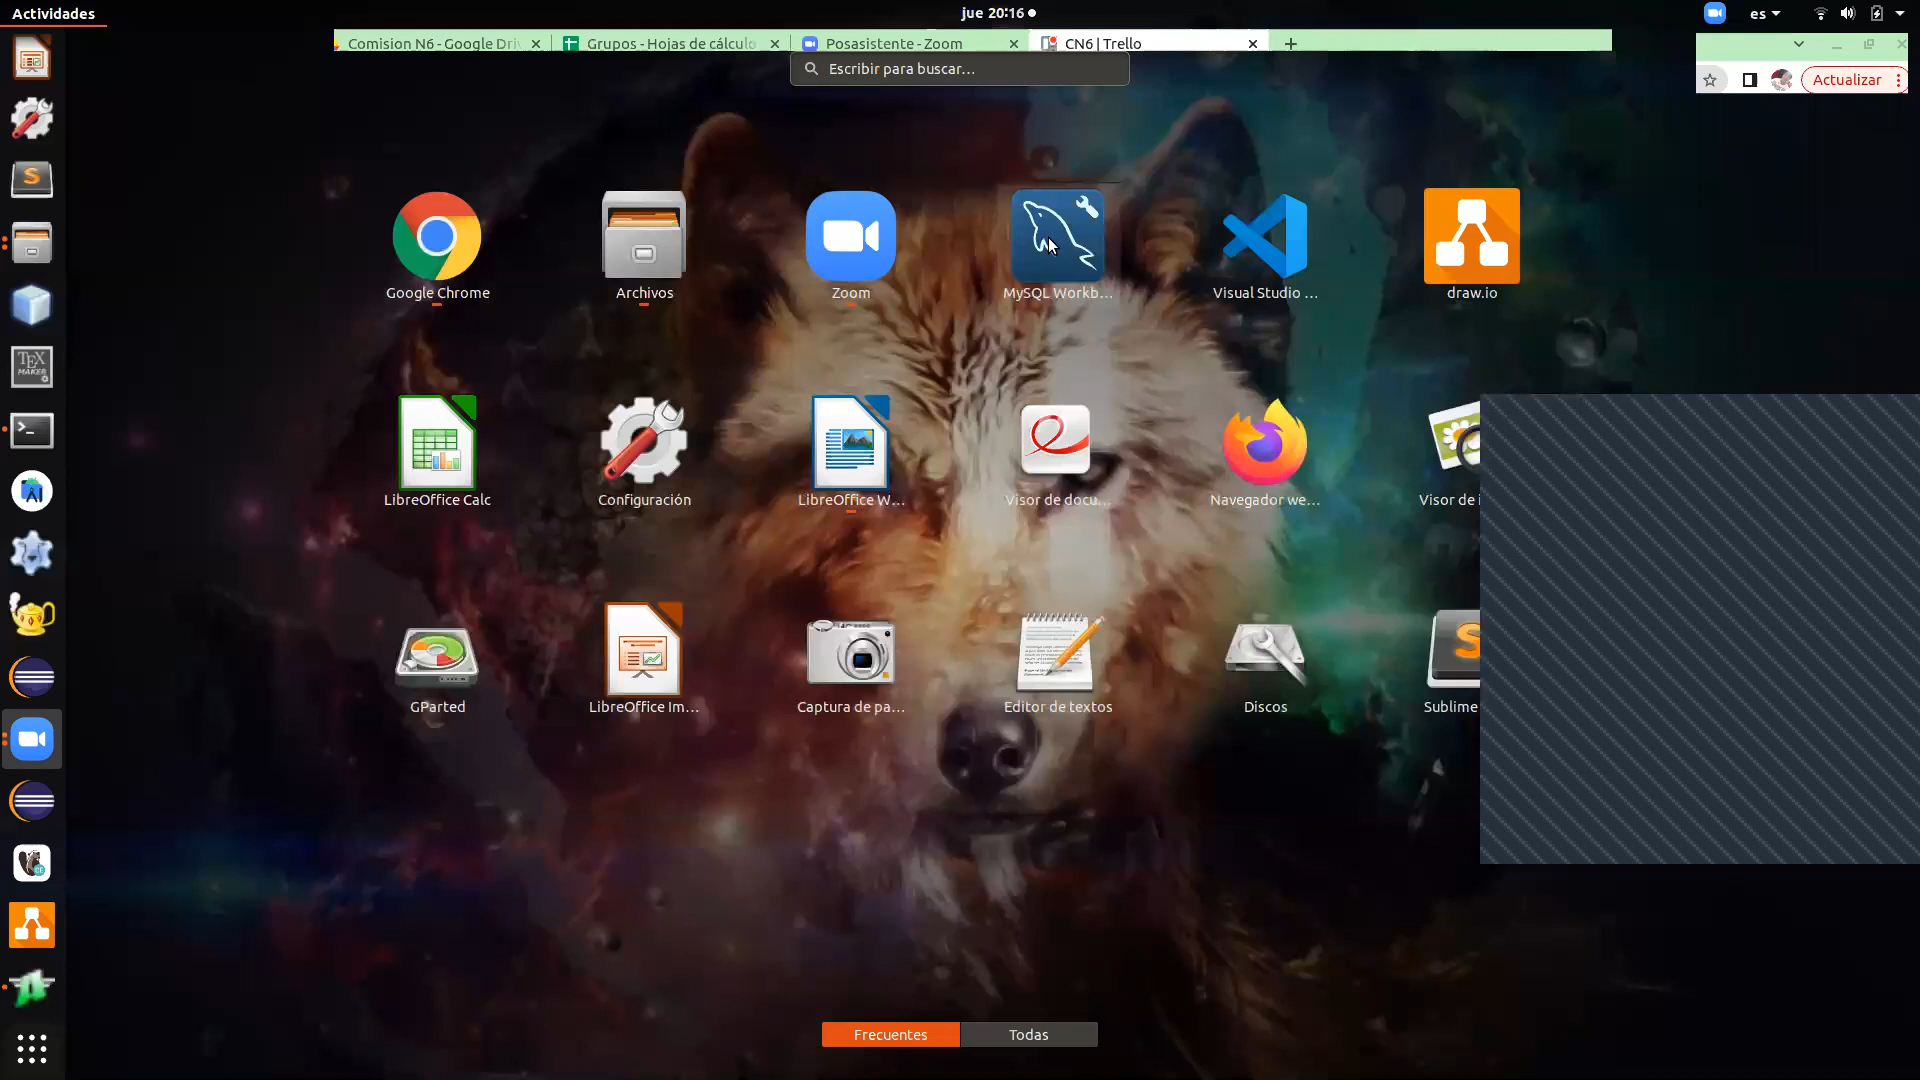 Actividades
jue 20:16
es
Comision N6 - Google Dri
Grupos - Hojas de cálculo
Posasistente - Zoom
CN6 | Trello
Escribir para buscar...
Actualizar
Google Chrome
Archivos
Zoom
MySQL Workb...
Visual Studio ...
draw.io
LibreOffice Calc
Configuración
LibreOffice W...
Visor de docu...
Navegador we...
Visor de i
GParted
LibreOffice Im...
Captura de pa...
Editor de textos
Discos
Sublime
TEX
MAKER
Frecuentes
Todas